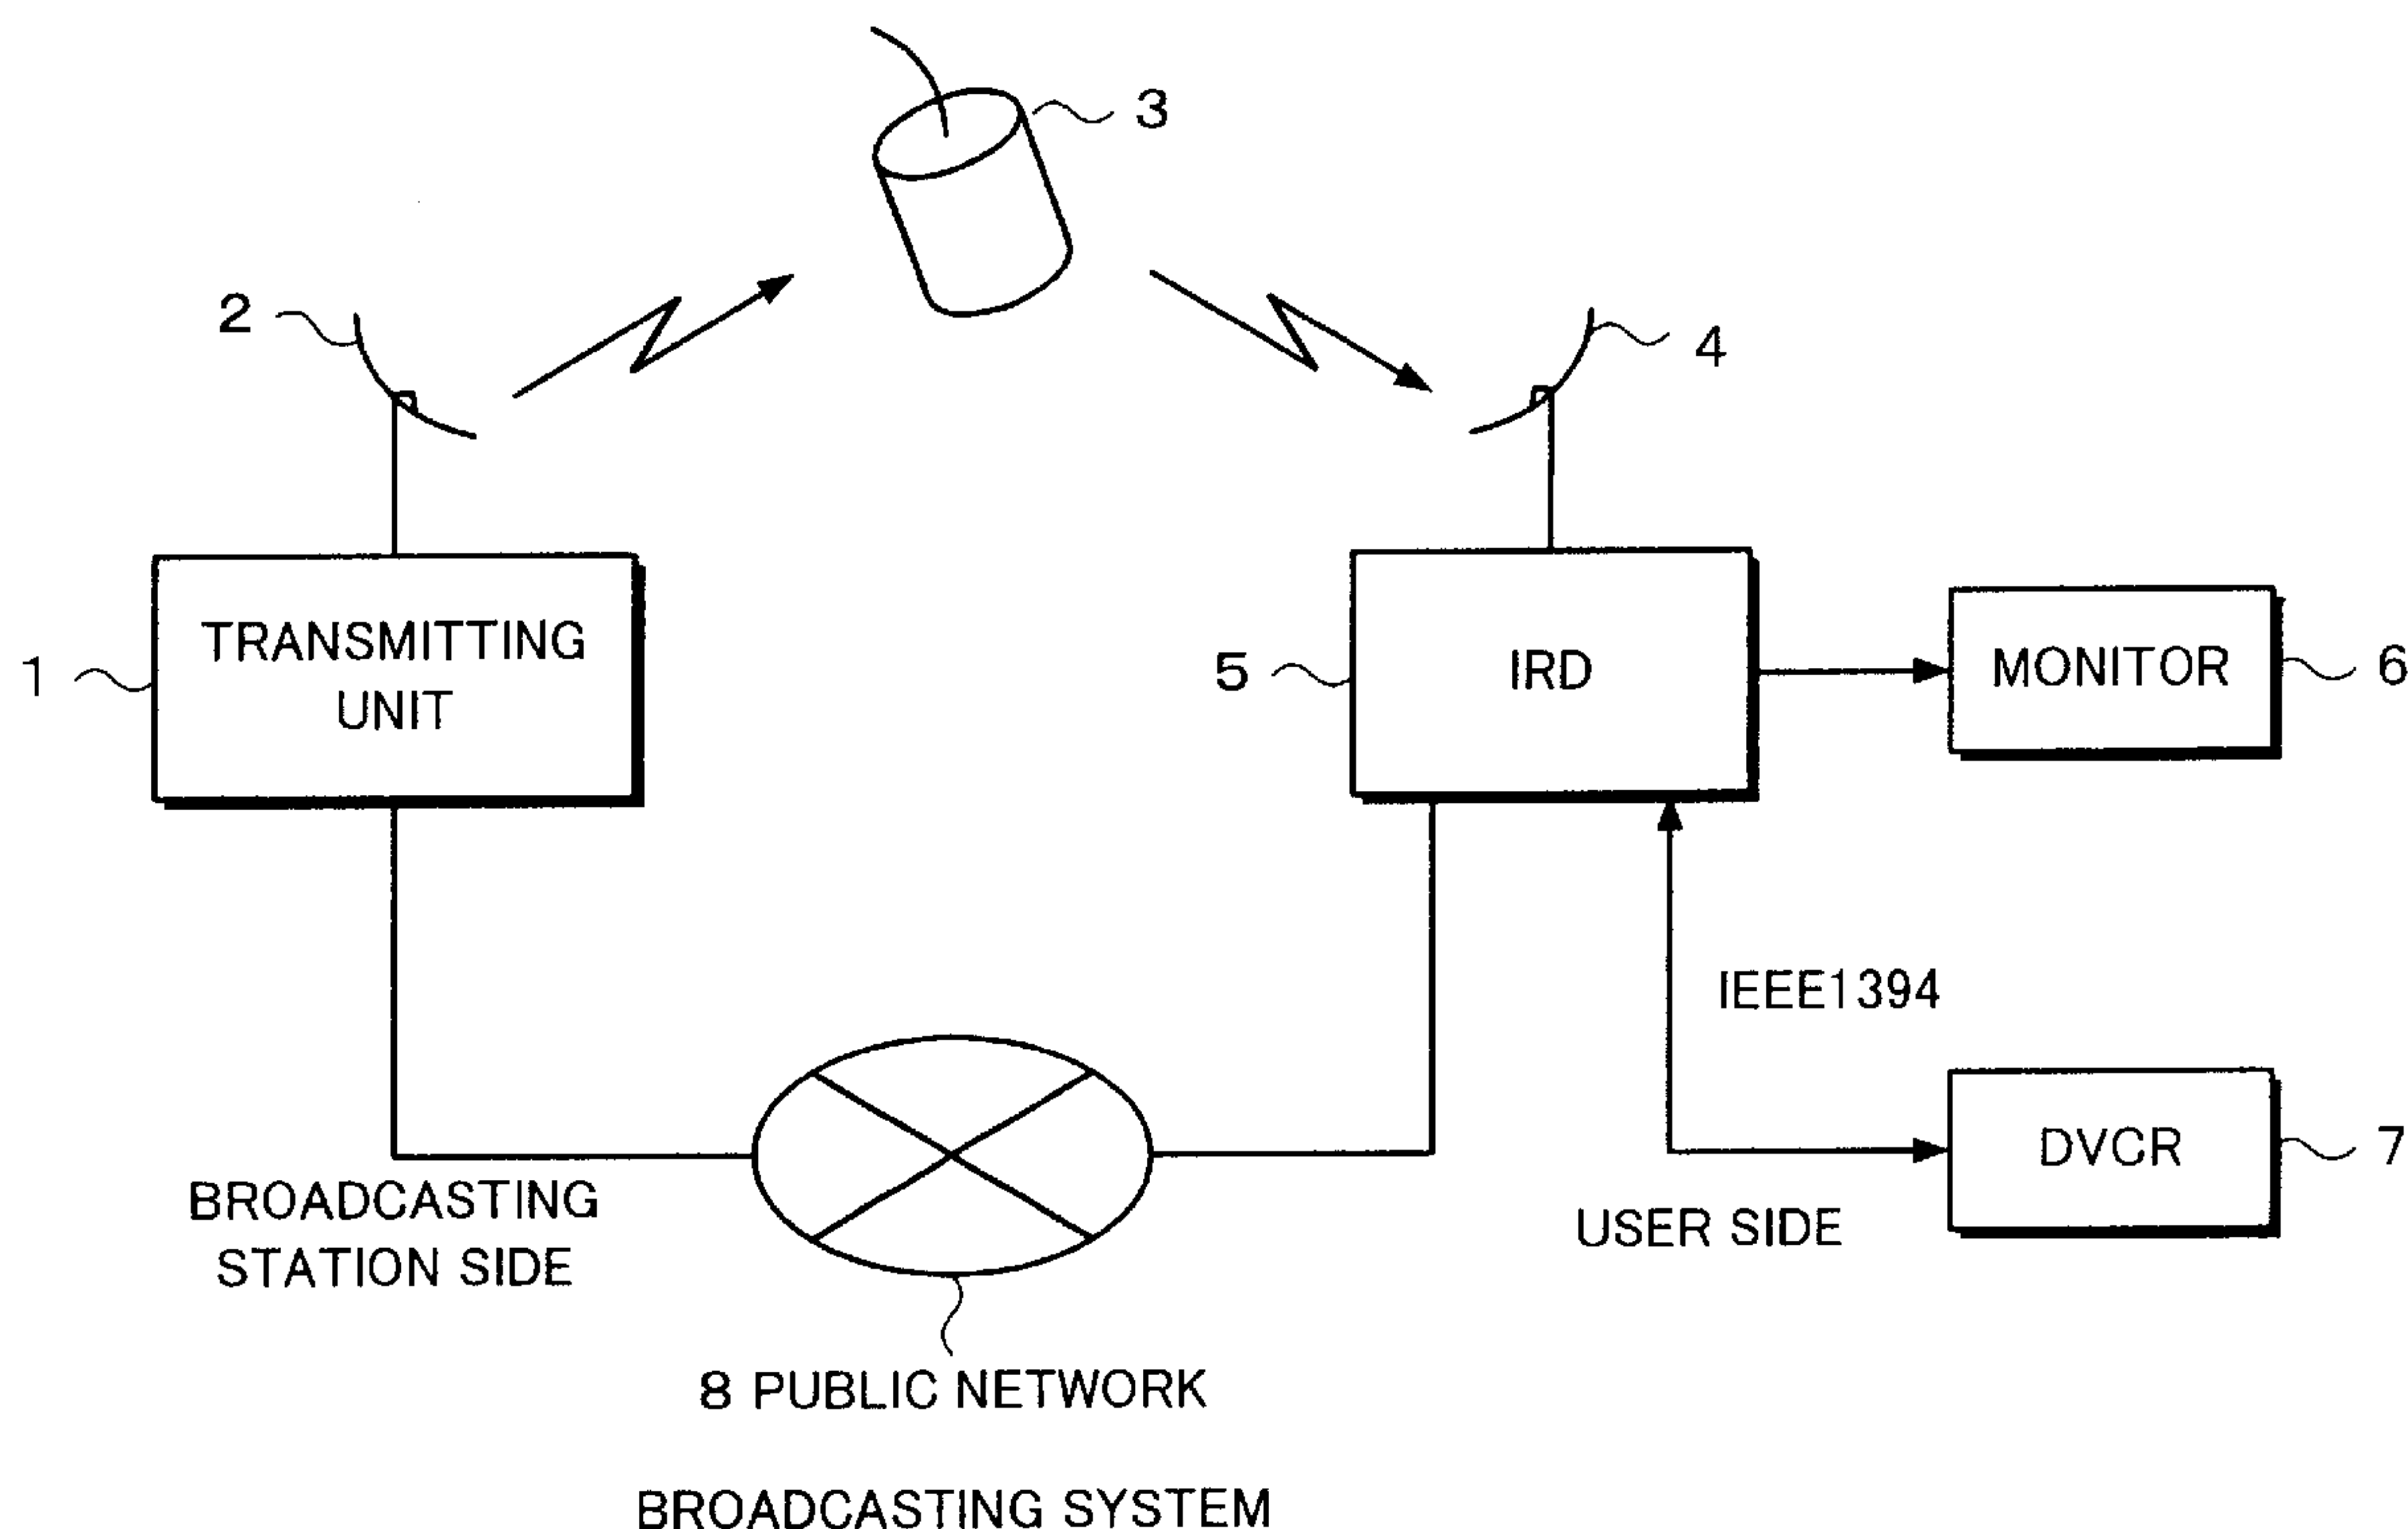 3
2
4
TRANSMITTING
UNIT
1
5
IRD
MONITOR
6
IEEE1394
DVCR
7
BROADCASTING
STATION SIDE
USER SIDE
8 PUBLIC NETWORK
BROADCASTING SYSTEM